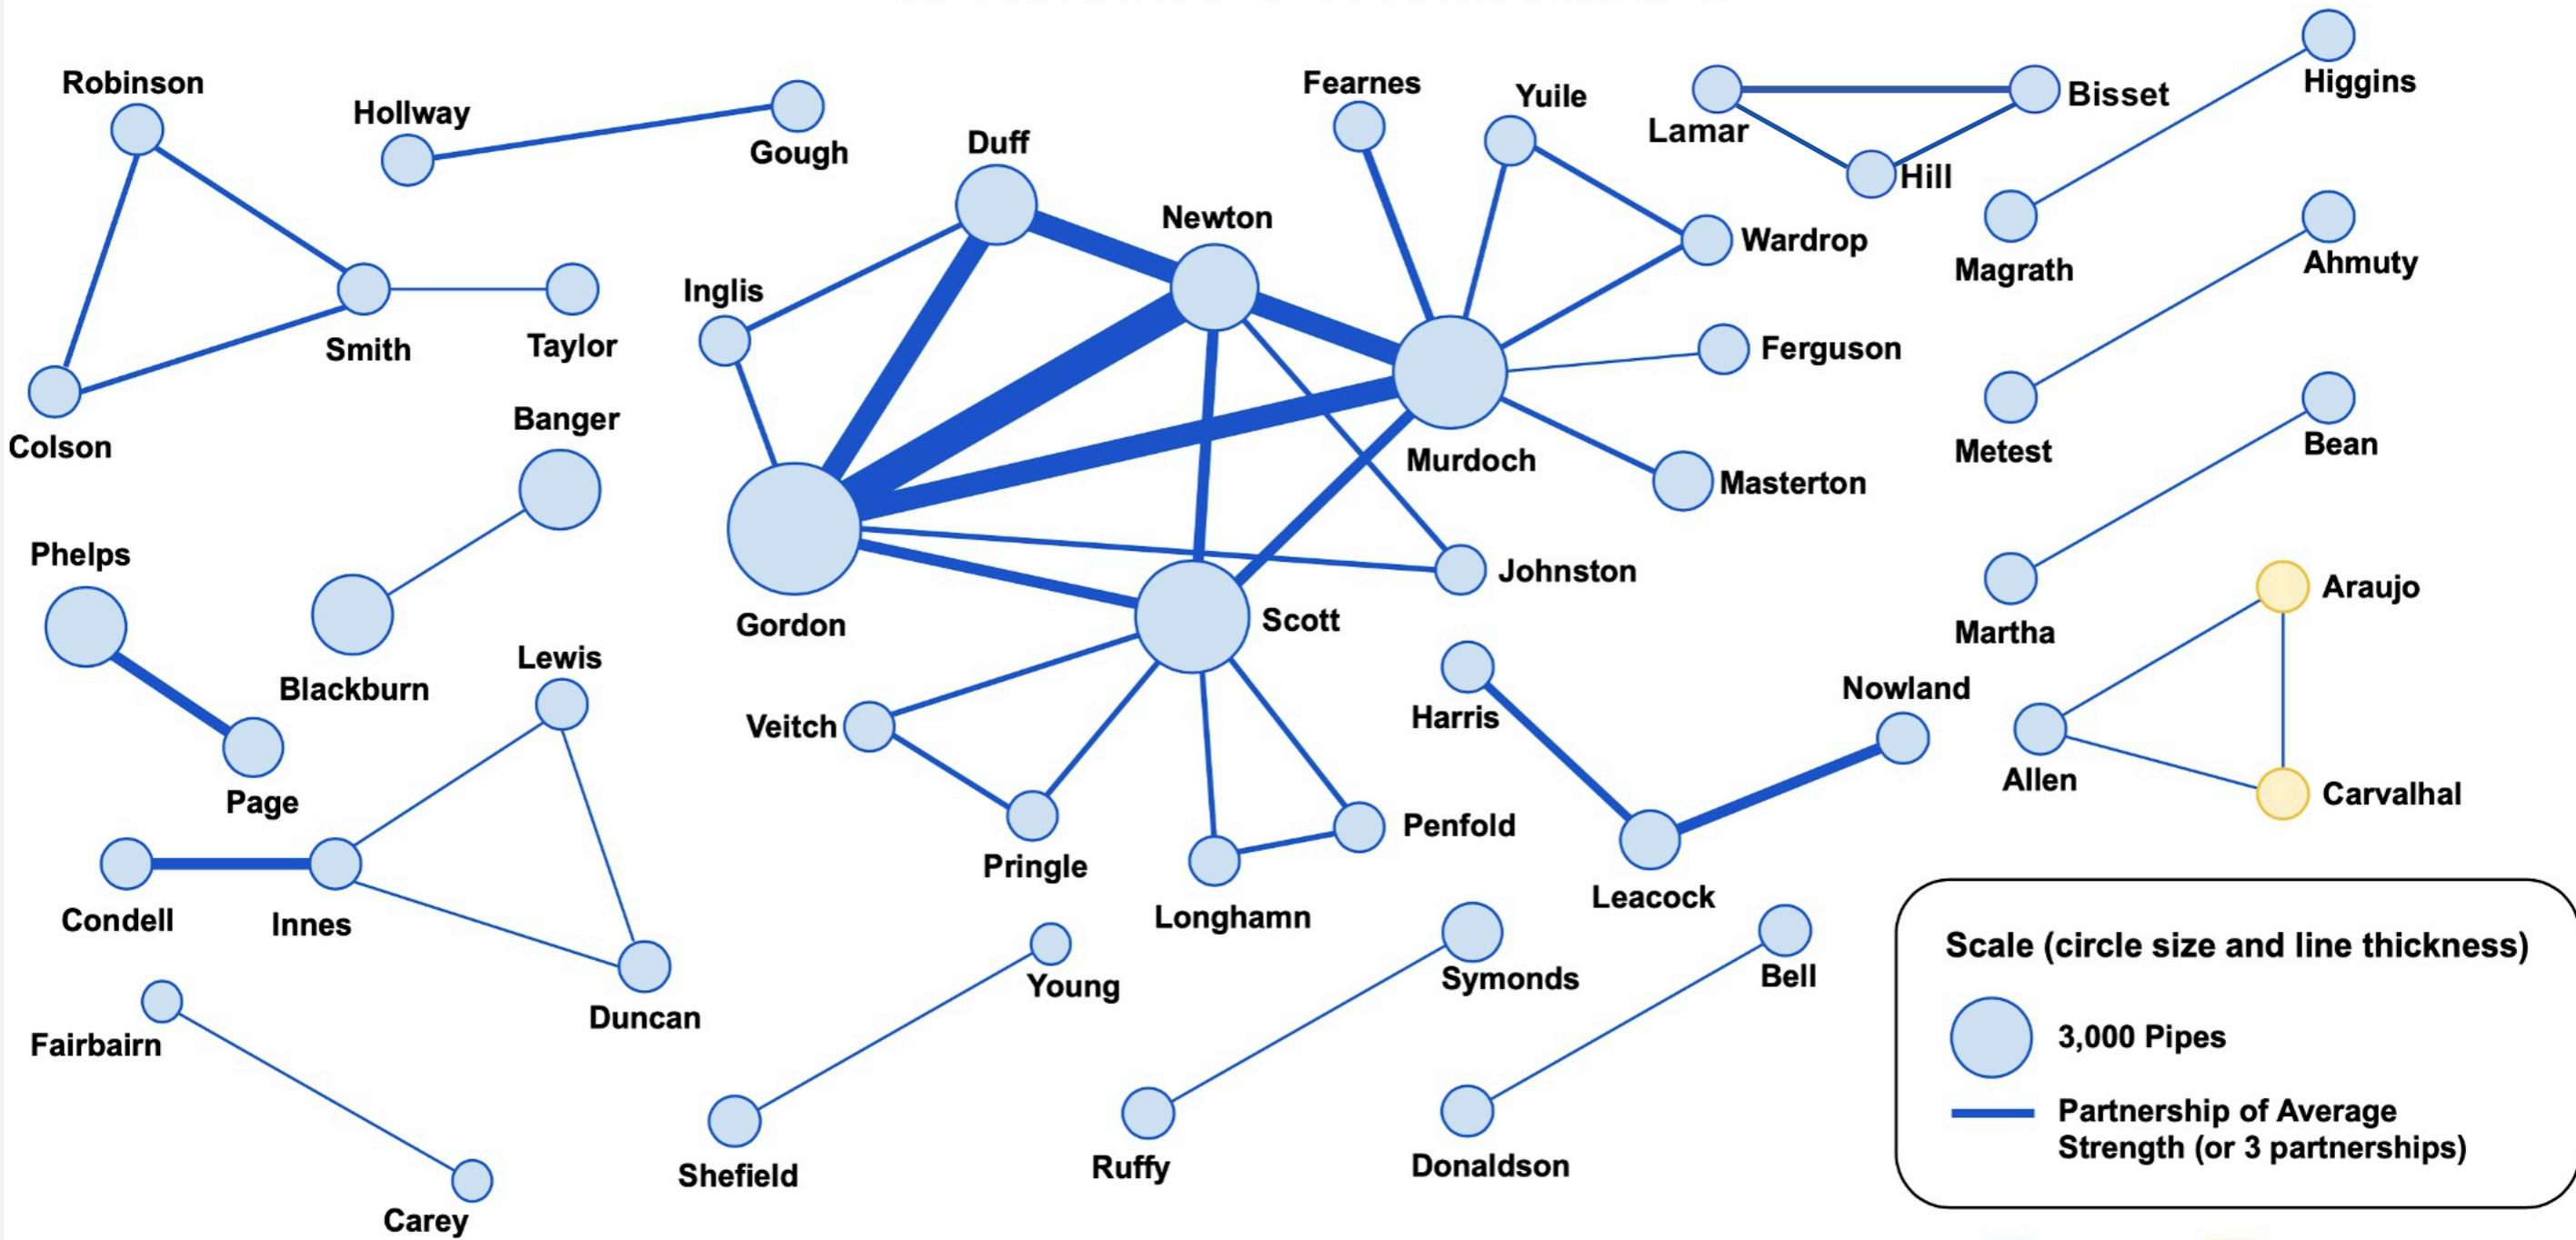 Higgins
Robinson
Fearnes
Yuile
Bisset
Hollway
Lamar
Duff
Gough
Hill
Newton
Wardrop
Ahmuty
Magrath
Inglis
Smith
Taylor
Ferguson
Banger
Colson
Bean
Metest
Murdoch
Masterton
Phelps
Johnston
Araujo
Gordon
Scott
Martha
Lewis
Blackburn
Nowland
Harris
Veitch
Allen
Carvalhal
Page
Penfold
Pringle
Leacock
Condell
Innes
Longhamn
Scale (circle size and line thickness)
Symonds
Bell
Young
Duncan
3,000 Pipes
Fairbairn
Partnership of Average
Strength (or 3 partnerships)
Ruffy
Donaldson
Shefield
Carey